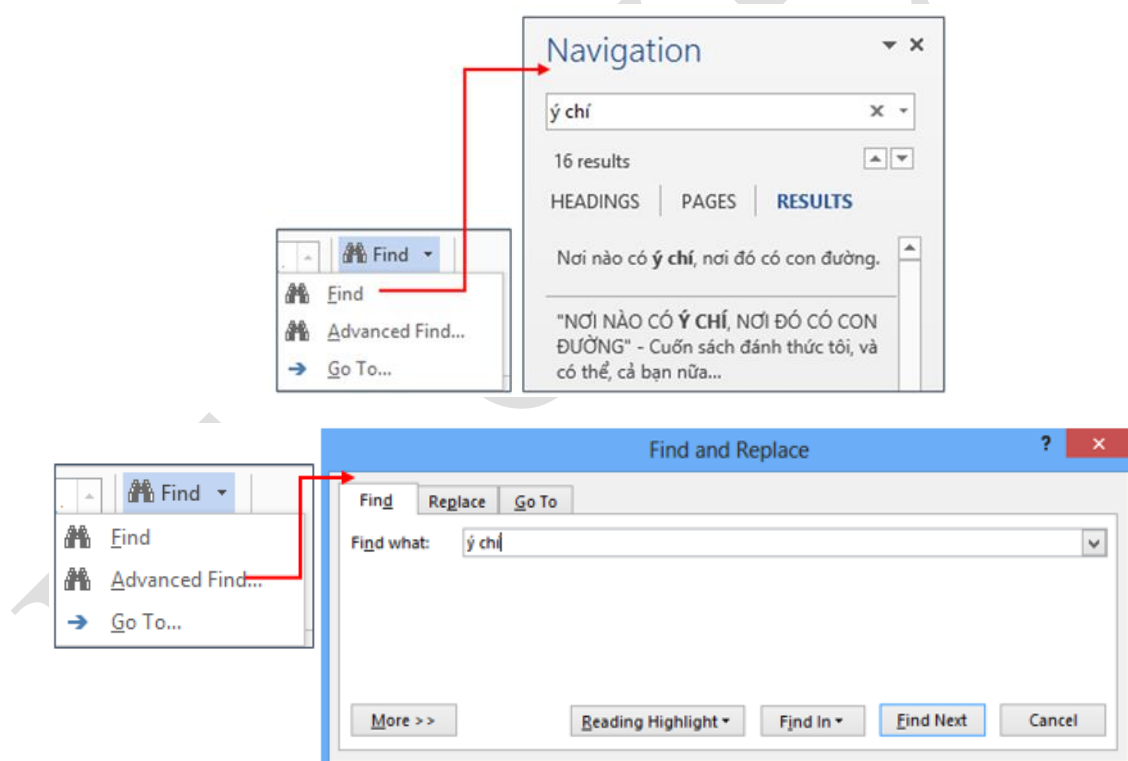 Navigation
ý chí
16 results
HEADINGS PAGES RESULTS
Nơi nào có ý chí, nơi đó có con đường.
"NƠI NÀO CÓ Ý CHÍ, NƠI ĐÓ CÓ CON
ĐƯỜNG" - Cuốn sách đánh thức tôi, và
có thể, cả bạn nữa...
Find
Find
Advanced Find...
Go To...
Find
Find
Advanced Find...
Go To...
Find and Replace
Find Replace Go To
Find what: ý chí
More >> Reading Highlight Find In Find Next Cancel